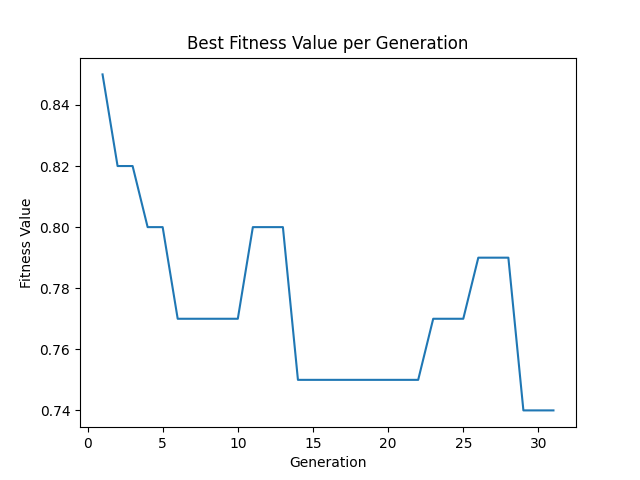 Best Fitness Value per Generation
0.84
0.82
0.80
0.78
0.76
0.74
Fitness Value
0 5 10 15 20 25 30
Generation